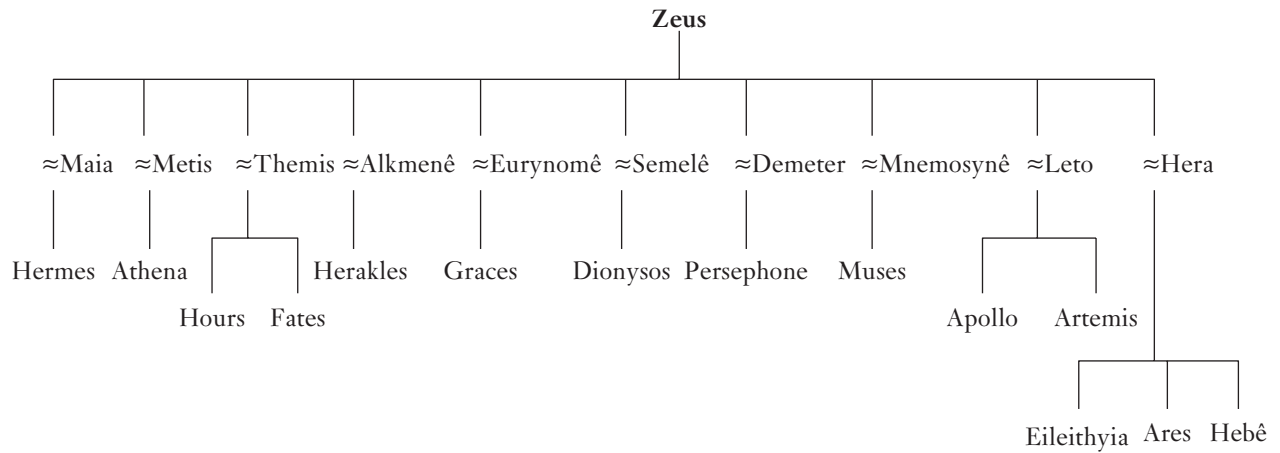 Zeus
≈Maia ≈Metis ≈Themis ≈Alkmenê ≈Eurynomê ≈Semelê ≈Demeter ≈Mnemosynê ≈Leto ≈Hera
Hermes Athena Herakles Graces Dionysos Persephone Muses
Hours Fates Apollo Artemis
Eileithyia Ares Hebê